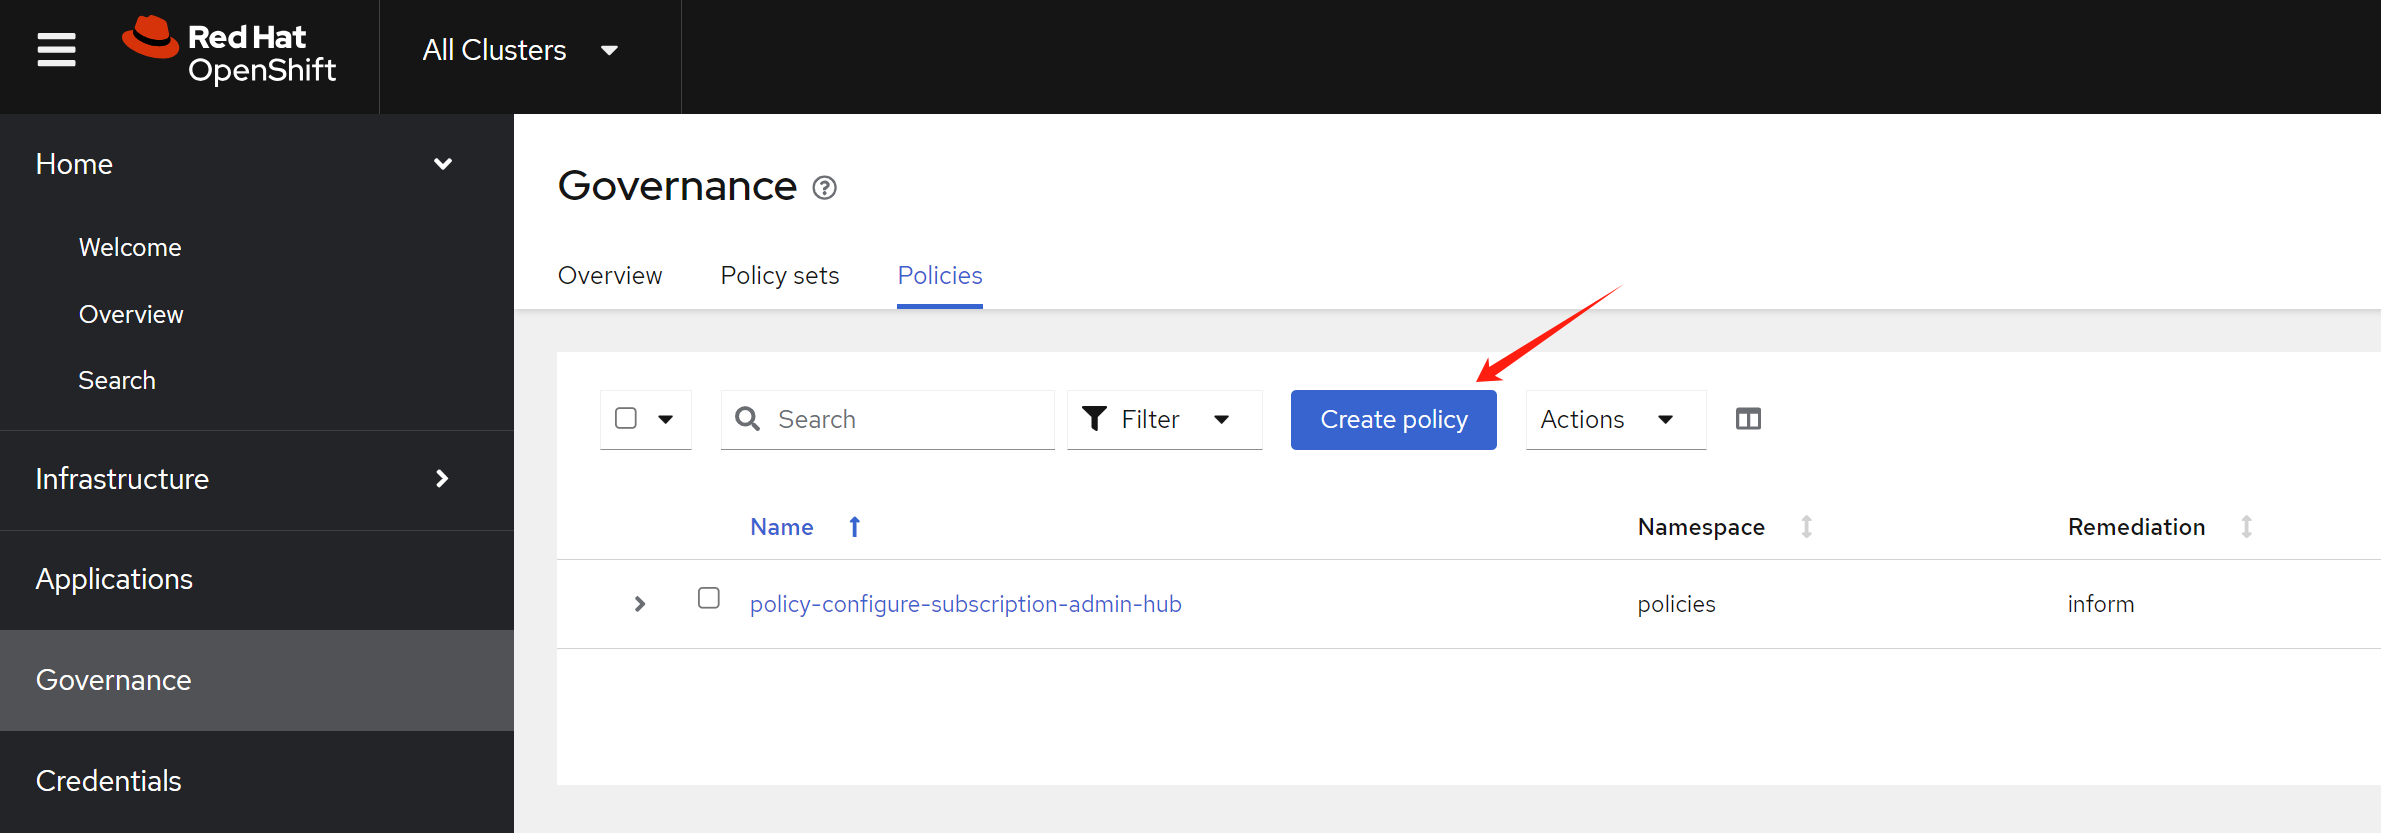 Red Hat
OpenShift
All Clusters
Home
Welcome
Overview
Search
Infrastructure
Applications
Governance
Credentials
Governance
Overview Policy sets Policies
Search Filter Create policy Actions
Name Namespace Remediation
policy-configure-subscription-admin-hub policies inform